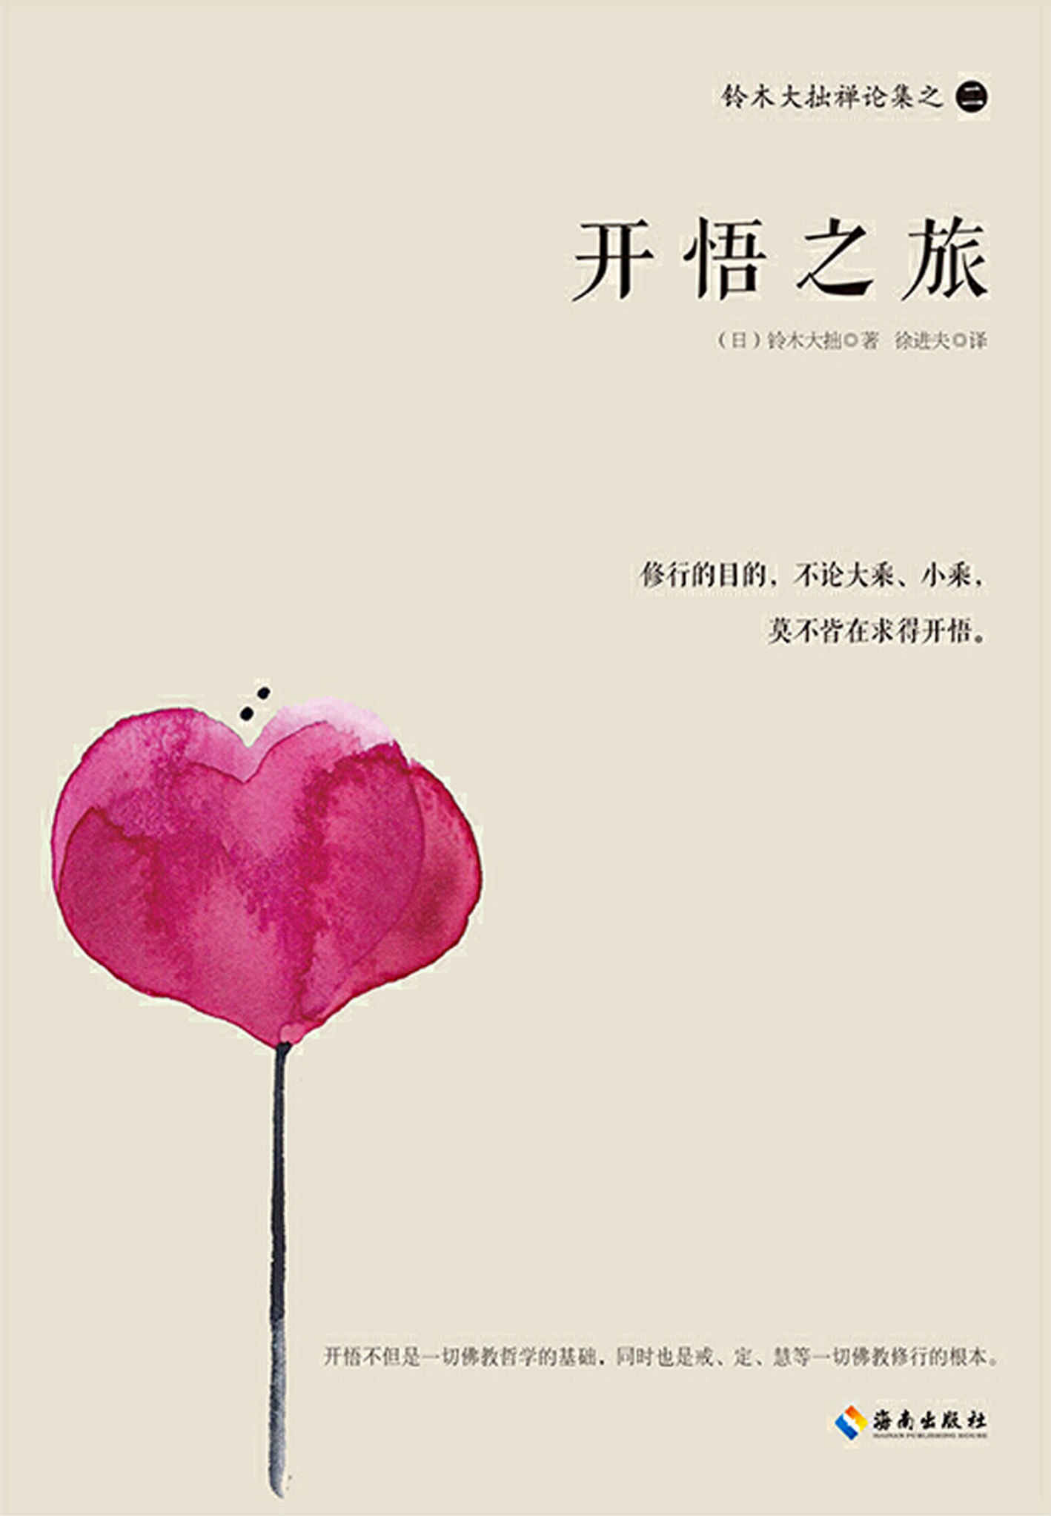 铃木大拙禅论集之 二
开悟之旅
（日）铃木大拙◎著 徐进夫◎译
修行的目的，不论大乘、小乘，
莫不皆在求得开悟。
开悟不但是一切佛教哲学的基础，同时也是戒、定、慧等一切佛教修行的根本。
海南出版社
HAINAN PUBLISHING HOUSE